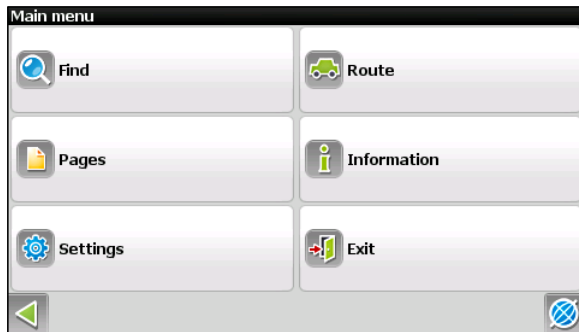 Main menu
Find
Route
Pages
Information
Settings
Exit